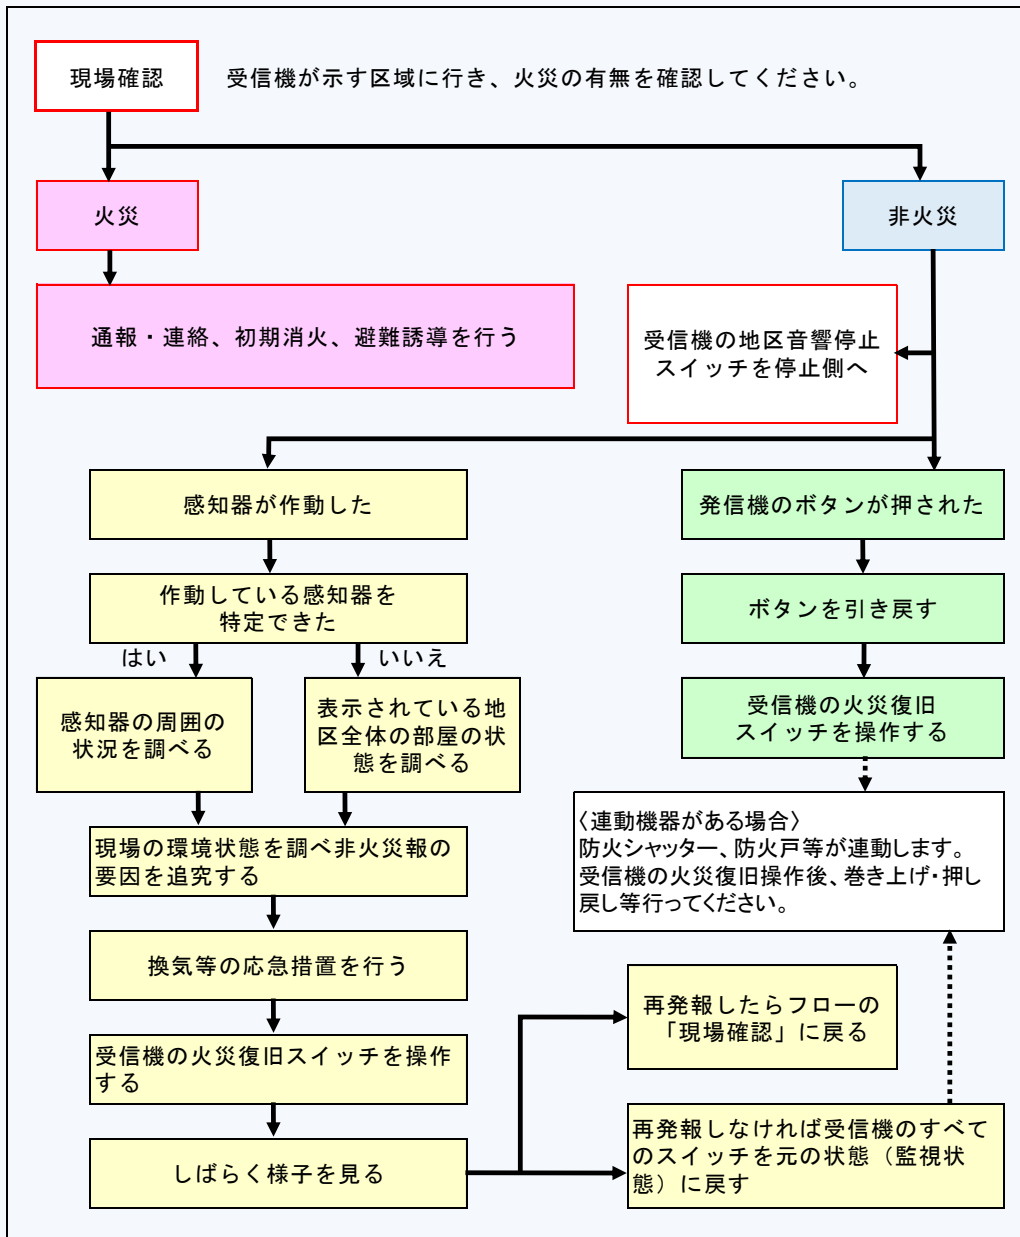 現場確認
受信機が示す区域に行き、火災の有無を確認してください。
火災
非火災
通報・連絡、初期消火、避難誘導を行う
受信機の地区音響停止
スイッチを停止側へ
感知器が作動した
発信機のボタンが押された
作動している感知器を
特定できた
ボタンを引き戻す
はい
いいえ
感知器の周囲の
状況を調べる
表示されている地
区全体の部屋の状
態を調べる
受信機の火災復旧
スイッチを操作する
〈連動機器がある場合〉
防火シャッター、防火戸等が連動します。
受信機の火災復旧操作後、巻き上げ・押し
戻し等行ってください。
現場の環境状態を調べ非火災報の
要因を追究する
換気等の応急措置を行う
再発報したらフローの
「現場確認」に戻る
受信機の火災復旧スイッチを操作
する
しばらく様子を見る
再発報しなければ受信機のすべて
のスイッチを元の状態（監視状
態）に戻す